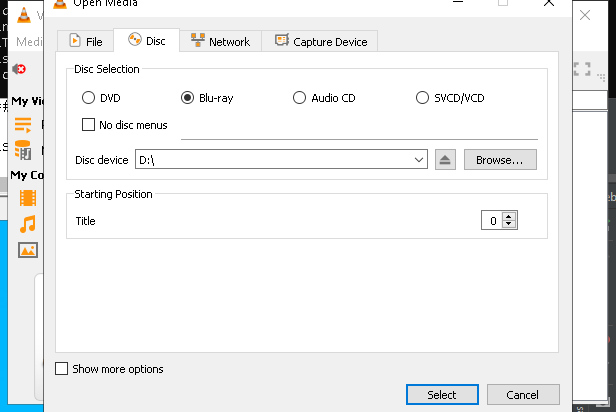 Open Media
Medi
File
Disc
Network
Capture Device
Disc Selection
DVD
Blu-ray
Audio CD
SVCD/VCD
My Vi
No disc menus
Disc device
D:\
Browse...
My Co
Starting Position
Title
0
Show more options
Select
Cancel